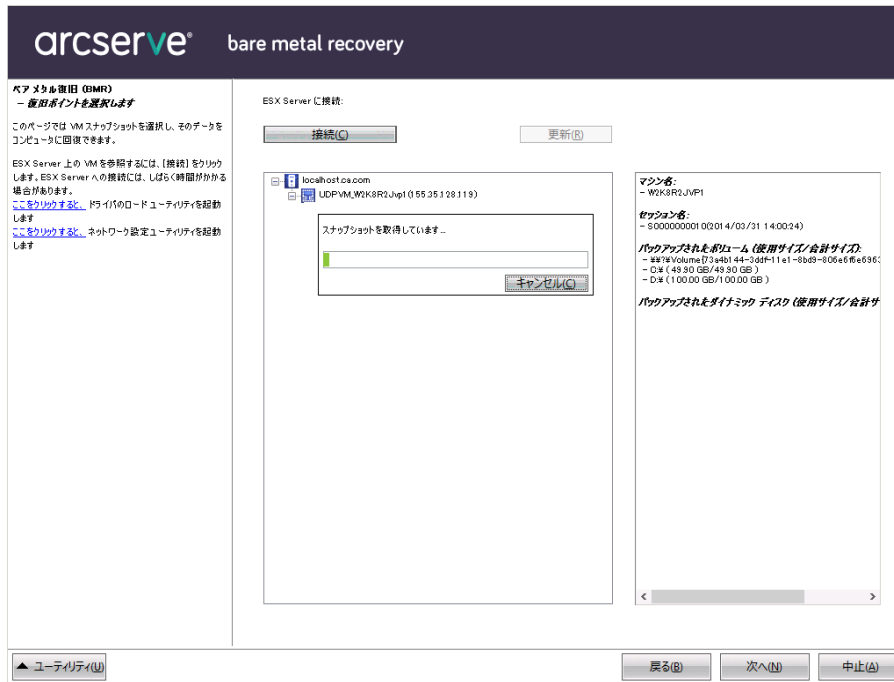 arcserve® bare metal recovery
ベア メタル復旧 (BMR)
- 復旧ポイントを選択します
このページでは VM スナップショットを選択し、そのデータを
コンピュータに回復できます。
ESX Server 上の VM を参照するには、[接続] をクリック
します。ESX Server への接続には、しばらく時間がかかる
場合があります。
ここをクリックすると、ドライバのロード ユーティリティを起動
します
ここをクリックすると、ネットワーク設定ユーティリティを起動
します
ESX Server に接続:
接続(C)
更新(R)
localhost.ca.com
UDPVM_W2K8R2Jvp1(155.35.128.119)
スナップショットを取得しています...
キャンセル(C)
マシン名:
- W2K8R2JVP1
セッション名:
- S0000000010(2014/03/31 14:00:24)
バックアップされたボリューム (使用サイズ/合計サイズ):
- ¥¥?¥Volume{73a4b144-3ddf-11e1-8bd9-806e6f6e6963
- C:¥ (49.90 GB/49.90 GB )
- D:¥ (100.00 GB/100.00 GB )
バックアップされたダイナミック ディスク (使用サイズ/合計サ
ユーティリティ(U)
戻る(B)
次へ(N)
中止(A)